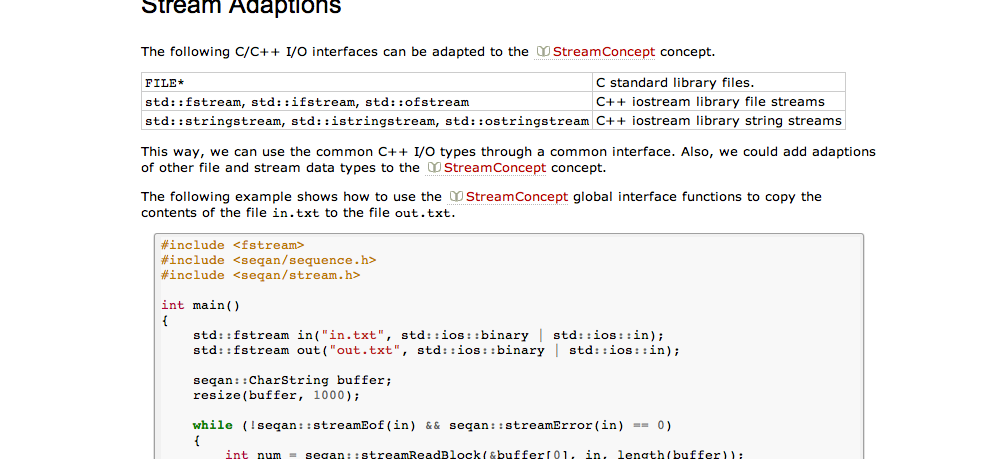 Stream Adaptions
The following C/C++ I/O interfaces can be adapted to the StreamConcept concept.
FILE* C standard library files.
std::fstream, std::ifstream, std::ofstream C++ iostream library file streams
std::stringstream, std::istringstream, std::ostringstream C++ iostream library string streams
This way, we can use the common C++ I/O types through a common interface. Also, we could add adaptions
of other file and stream data types to the StreamConcept concept.
The following example shows how to use the StreamConcept global interface functions to copy the
contents of the file in.txt to the file out.txt.
#include <fstream>
#include <seqan/sequence.h>
#include <seqan/stream.h>
int main()
{
std::fstream in("in.txt", std::ios::binary | std::ios::in);
std::fstream out("out.txt", std::ios::binary | std::ios::in);
seqan::CharString buffer;
resize(buffer, 1000);
while (!seqan::streamEof(in) && seqan::streamError(in) == 0)
{
int num = seqan::streamReadBlock(&buffer[0], in, length(buffer));